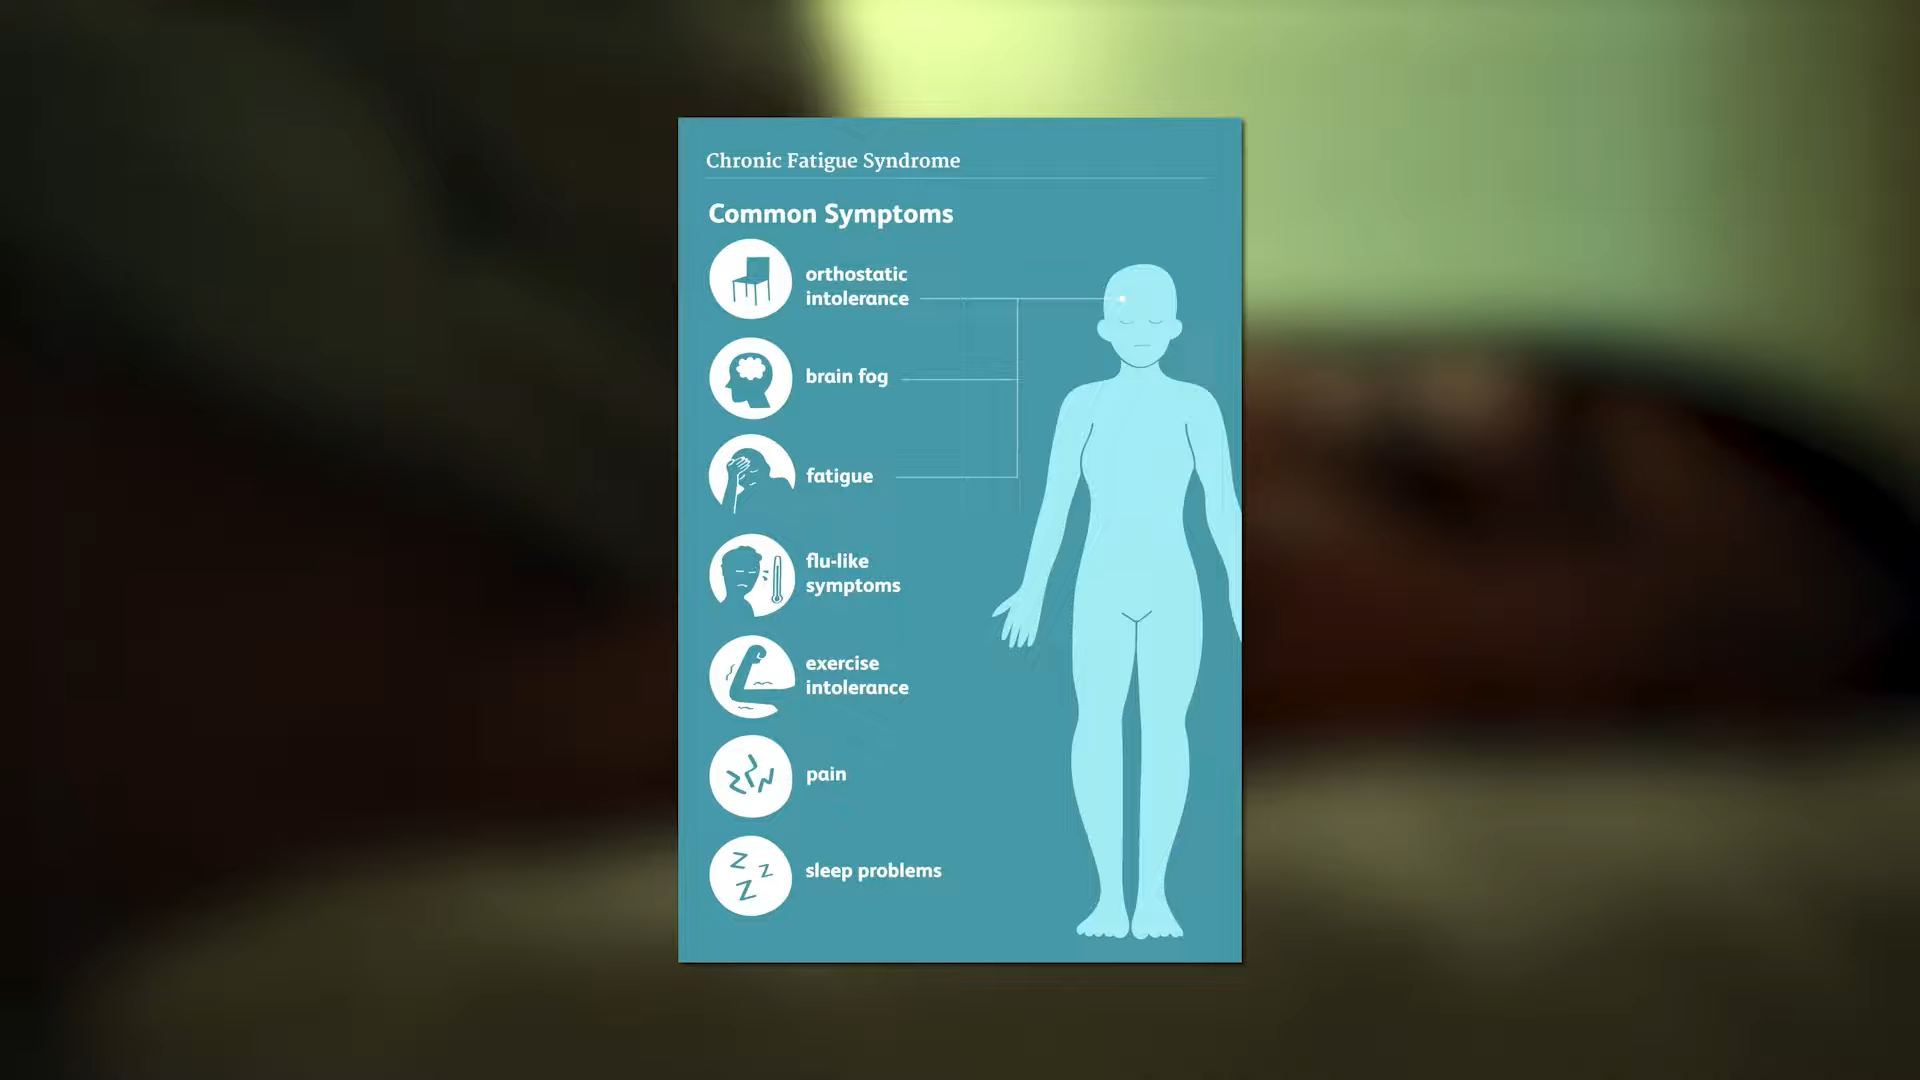 Chronic Fatigue Syndrome
Common Symptoms
orthostatic
intolerance
brain fog
fatigue
flu-like
symptoms
exercise
intolerance
pain
sleep problems